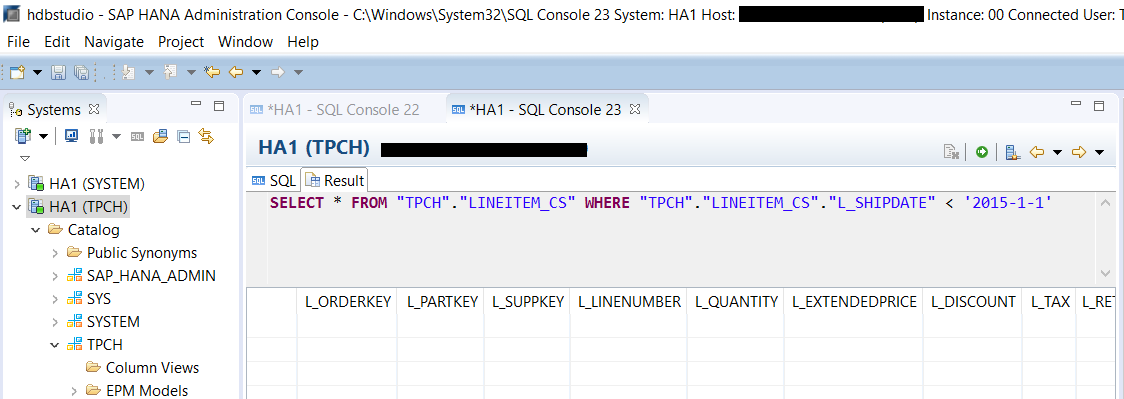 hdbstudio - SAP HANA Administration Console - C:\Windows\System32\SQL Console 23 System: HA1 Host: Instance: 00 Connected User: T
File Edit Navigate Project Window Help
Systems
*HA1 - SQL Console 22
*HA1 - SQL Console 23
HA1 (TPCH)
SQL
Result
SELECT * FROM "TPCH"."LINEITEM_CS" WHERE "TPCH"."LINEITEM_CS"."L_SHIPDATE" < '2015-1-1'
HA1 (SYSTEM)
HA1 (TPCH)
Catalog
Public Synonyms
SAP_HANA_ADMIN
SYS
SYSTEM
TPCH
Column Views
EPM Models
L_ORDERKEY L_PARTKEY L_SUPPKEY L_LINENUMBER L_QUANTITY L_EXTENDEDPRICE L_DISCOUNT L_TAX L_RET